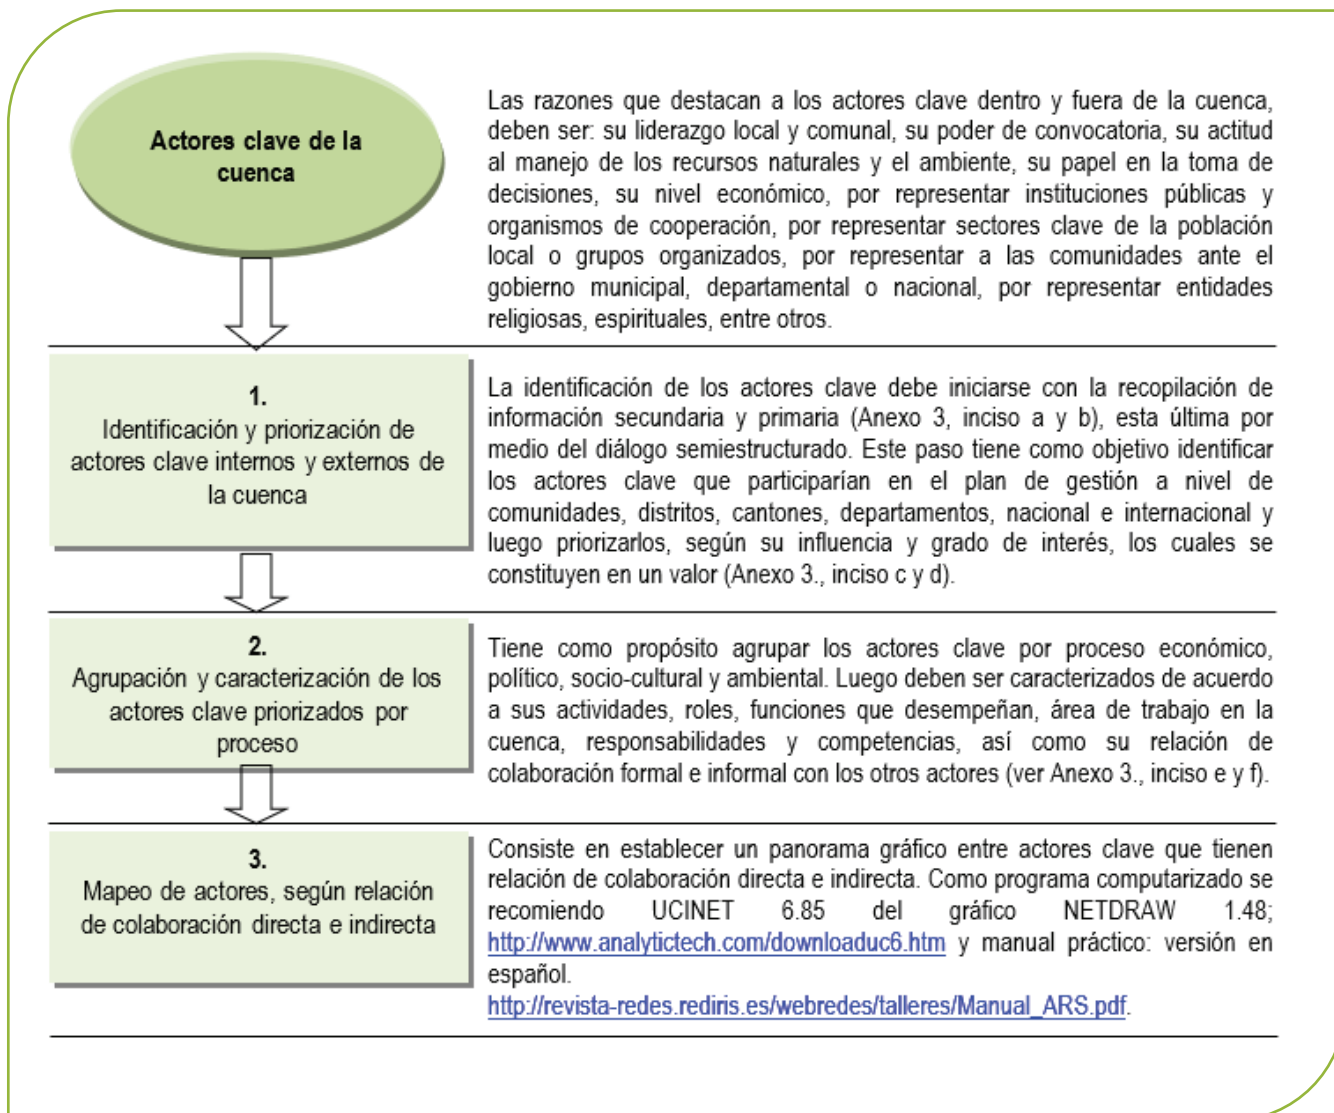 Actores clave de la
cuenca
Las razones que destacan a los actores clave dentro y fuera de la cuenca,
deben ser: su liderazgo local y comunal, su poder de convocatoria, su actitud
al manejo de los recursos naturales y el ambiente, su papel en la toma de
decisiones, su nivel económico, por representar instituciones públicas y
organismos de cooperación, por representar sectores clave de la población
local o grupos organizados, por representar a las comunidades ante el
gobierno municipal, departamental o nacional, por representar entidades
religiosas, espirituales, entre otros.
1.
Identificación y priorización de
actores clave internos y externos de
la cuenca
La identificación de los actores clave debe iniciarse con la recopilación de
información secundaria y primaria (Anexo 3, inciso a y b), esta última por
medio del diálogo semiestructurado. Este paso tiene como objetivo identificar
los actores clave que participarían en el plan de gestión a nivel de
comunidades, distritos, cantones, departamentos, nacional e internacional y
luego priorizarlos, según su influencia y grado de interés, los cuales se
constituyen en un valor (Anexo 3., inciso c y d).
2.
Agrupación y caracterización de los
actores clave priorizados por
proceso
Tiene como propósito agrupar los actores clave por proceso económico,
político, socio-cultural y ambiental. Luego deben ser caracterizados de acuerdo
a sus actividades, roles, funciones que desempeñan, área de trabajo en la
cuenca, responsabilidades y competencias, así como su relación de
colaboración formal e informal con los otros actores (ver Anexo 3., inciso e y f).
3.
Mapeo de actores, según relación
de colaboración directa e indirecta
Consiste en establecer un panorama gráfico entre actores clave que tienen
relación de colaboración directa e indirecta. Como programa computarizado se
recomiendo UCINET 6.85 del gráfico NETDRAW 1.48;
http://www.analytictech.com/downloaduc6.htm y manual práctico: versión en
español.
http://revista-redes.rediris.es/webredes/talleres/Manual_ARS.pdf.